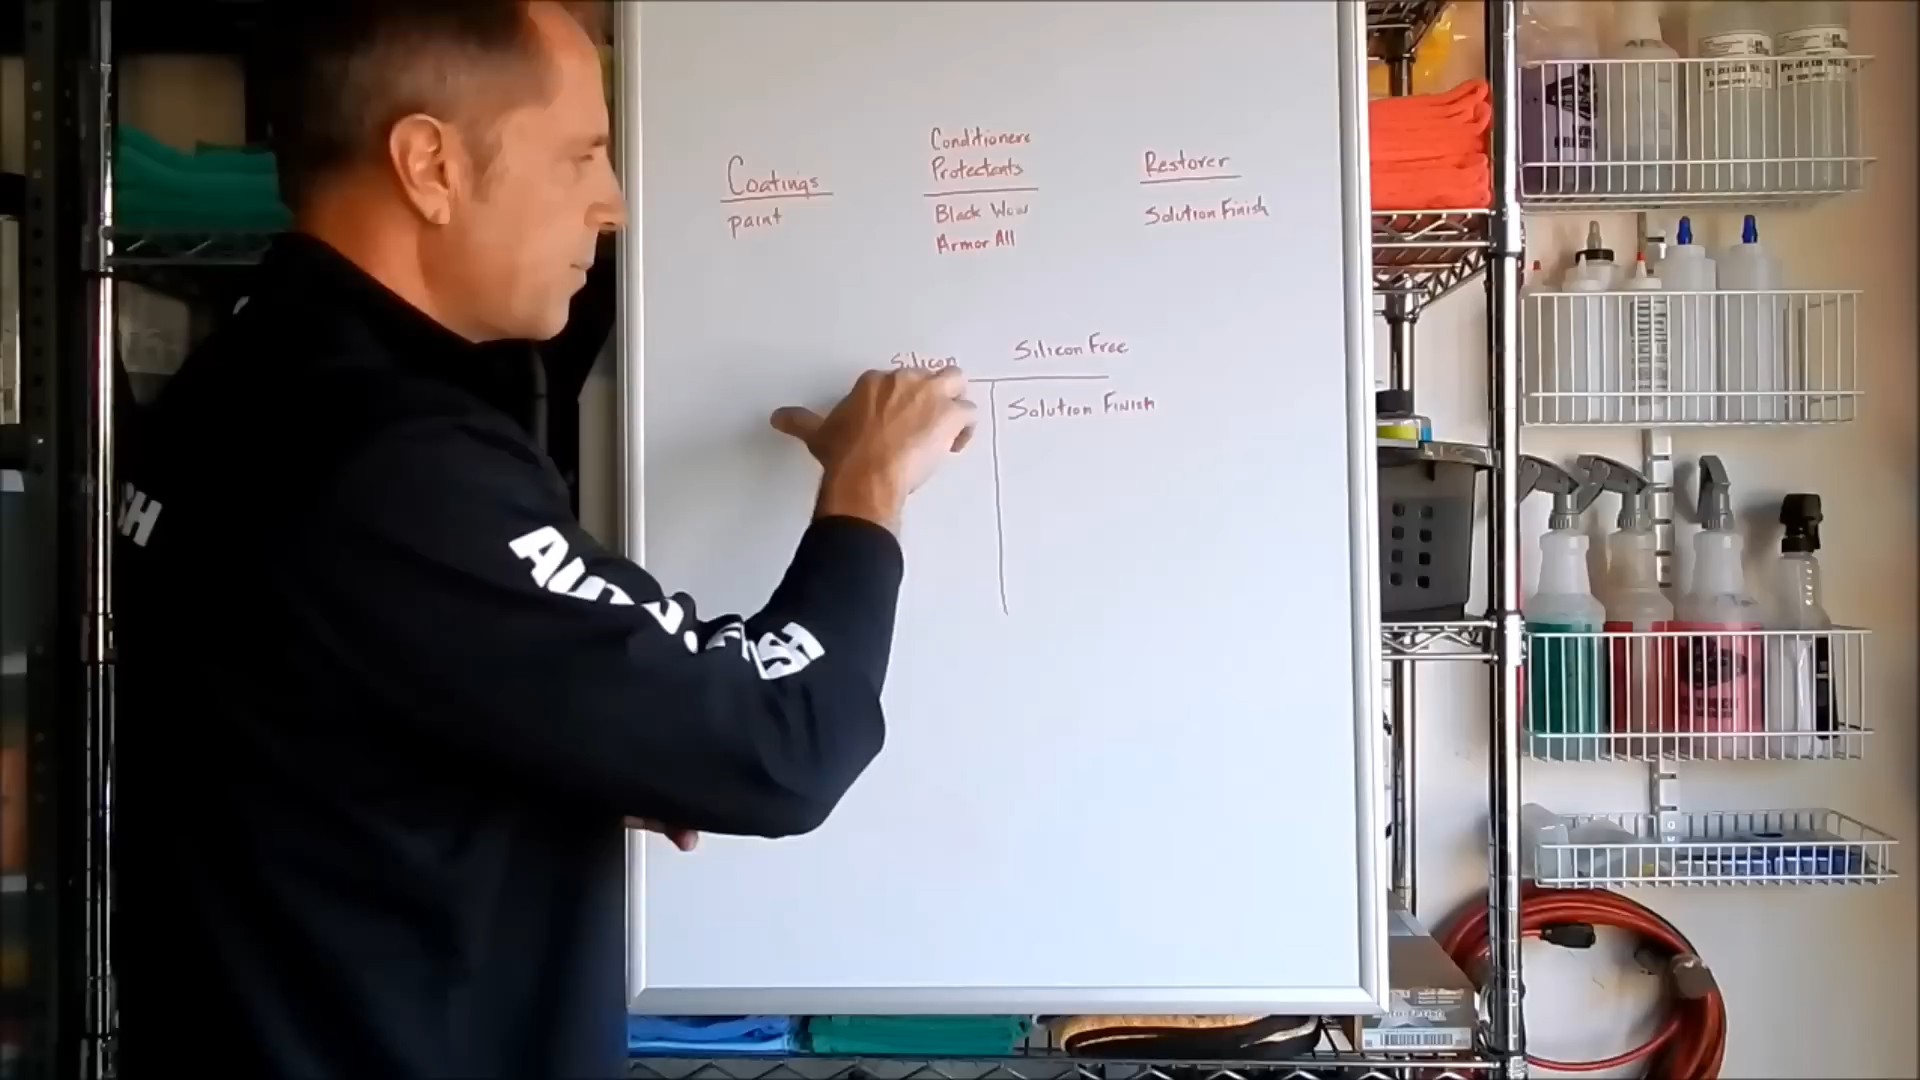 Coatings
paint
Conditioners
Protectants
Black Wow
Armor All
Restorer
Solution Finish
Silicon
Silicon Free
Solution Finish